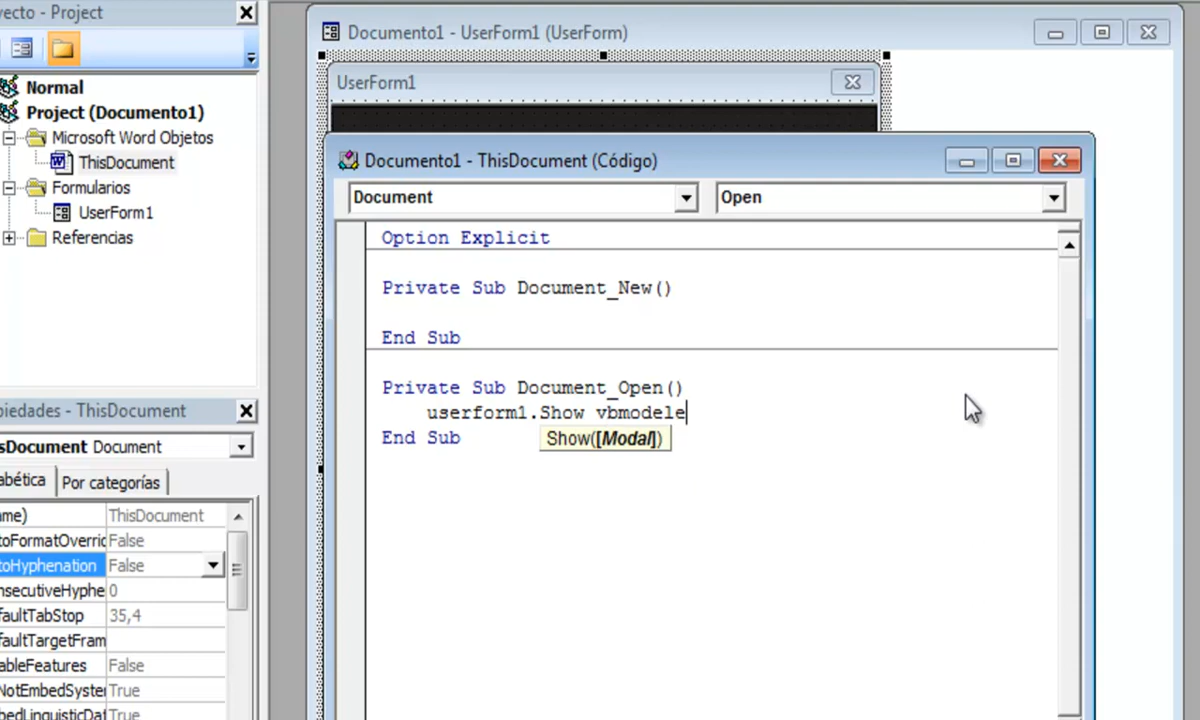 yecto - Project
Normal
Project (Documento1)
Microsoft Word Objetos
ThisDocument
Formularios
UserForm1
Referencias
piedades - ThisDocument
sDocument Document
abética Por categorías
ame) ThisDocument
toFormatOverric False
toHyphenation False
nsecutiveHyphe 0
faultTabStop 35,4
faultTargetFram
ableFeatures False
NotEmbedSyster True
bedLinguisticDat True
Documento1 - UserForm1 (UserForm)
UserForm1
Documento1 - ThisDocument (Código)
Document Open
Option Explicit
Private Sub Document_New()
End Sub
Private Sub Document_Open()
userform1.Show vbmodele
End Sub
Show([Modal])